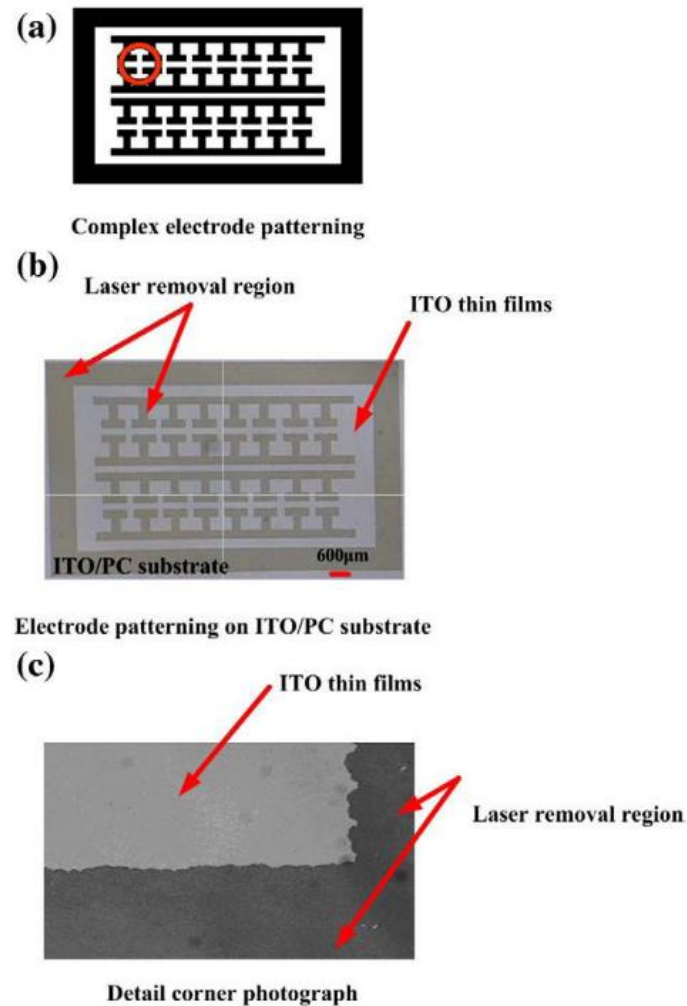 (a)
Complex electrode patterning
(b)
Laser removal region
ITO thin films
ITO/PC substrate
600μm
Electrode patterning on ITO/PC substrate
(c)
ITO thin films
Laser removal region
Detail corner photograph